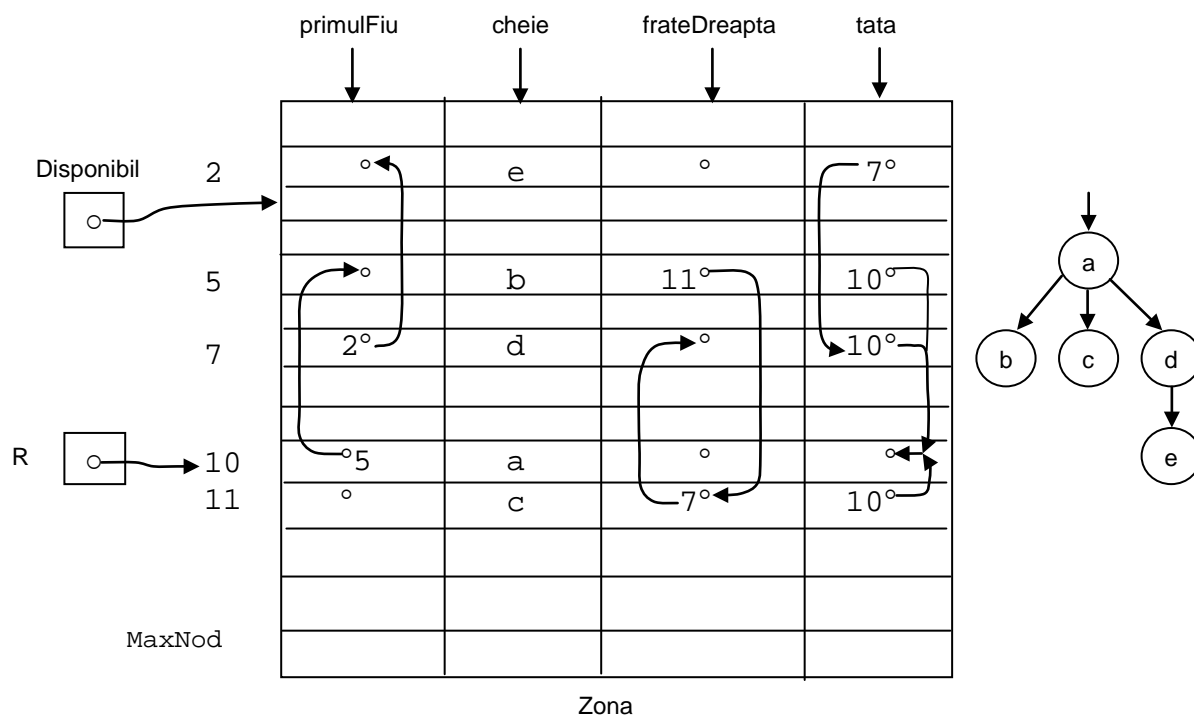 primulFiu cheie frateDreapta tata
Disponibil
2 e 7
5 b 11 10
7 2 d 10
R
10 5 a
11 c 7 10
MaxNod
Zona
a
b c d
e